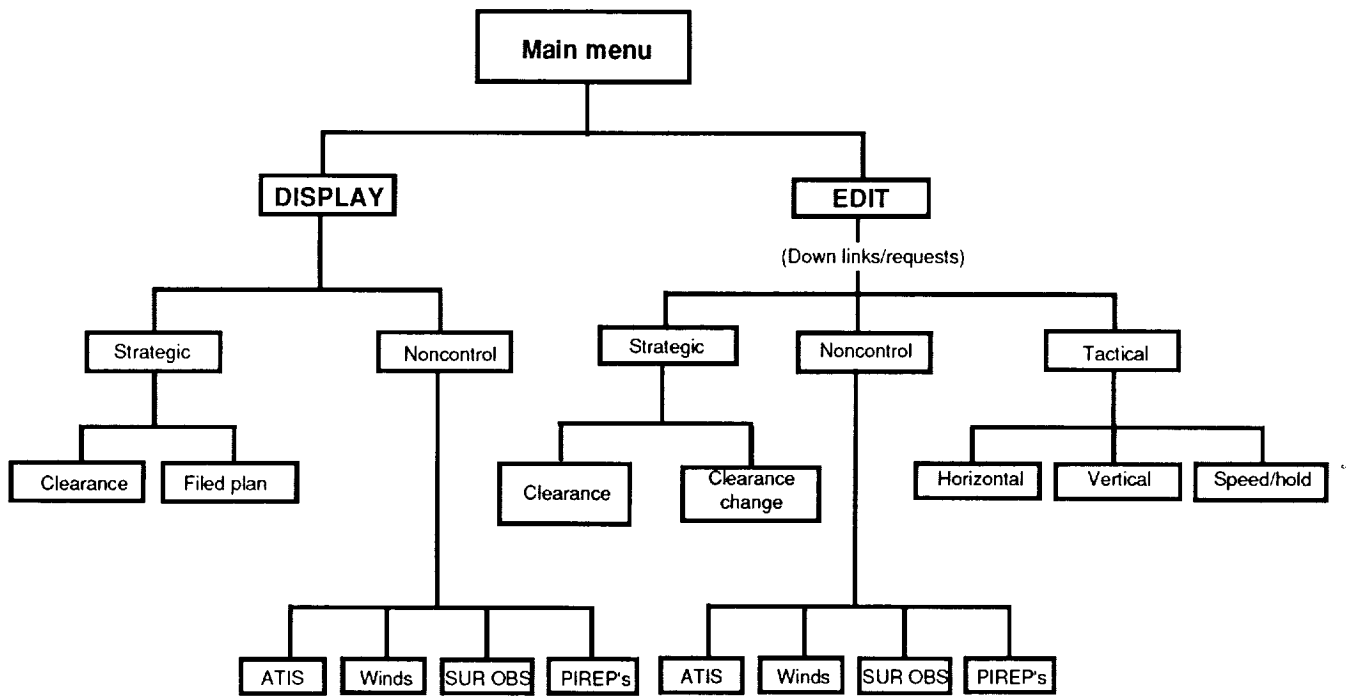 Main menu
DISPLAY
EDIT
(Down links/requests)
Strategic
Noncontrol
Strategic
Noncontrol
Tactical
Clearance
Filed plan
Clearance
Clearance
change
Horizontal
Vertical
Speed/hold
ATIS
Winds
SUR OBS
PIREP's
ATIS
Winds
SUR OBS
PIREP's